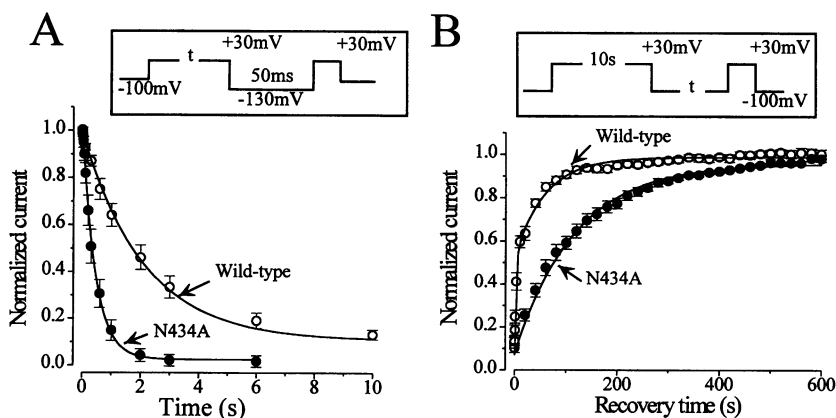 A
+30mV
+30mV
t
50ms
-100mV
-130mV
Normalized current
1.0
0.8
0.6
0.4
0.2
0.0
Wild-type
N434A
0
2
4
6
8
10
Time (s)
B
+30mV
+30mV
10s
t
-100mV
Normalized current
1.0
0.8
0.6
0.4
0.2
0.0
Wild-type
N434A
0
200
400
600
Recovery time (s)